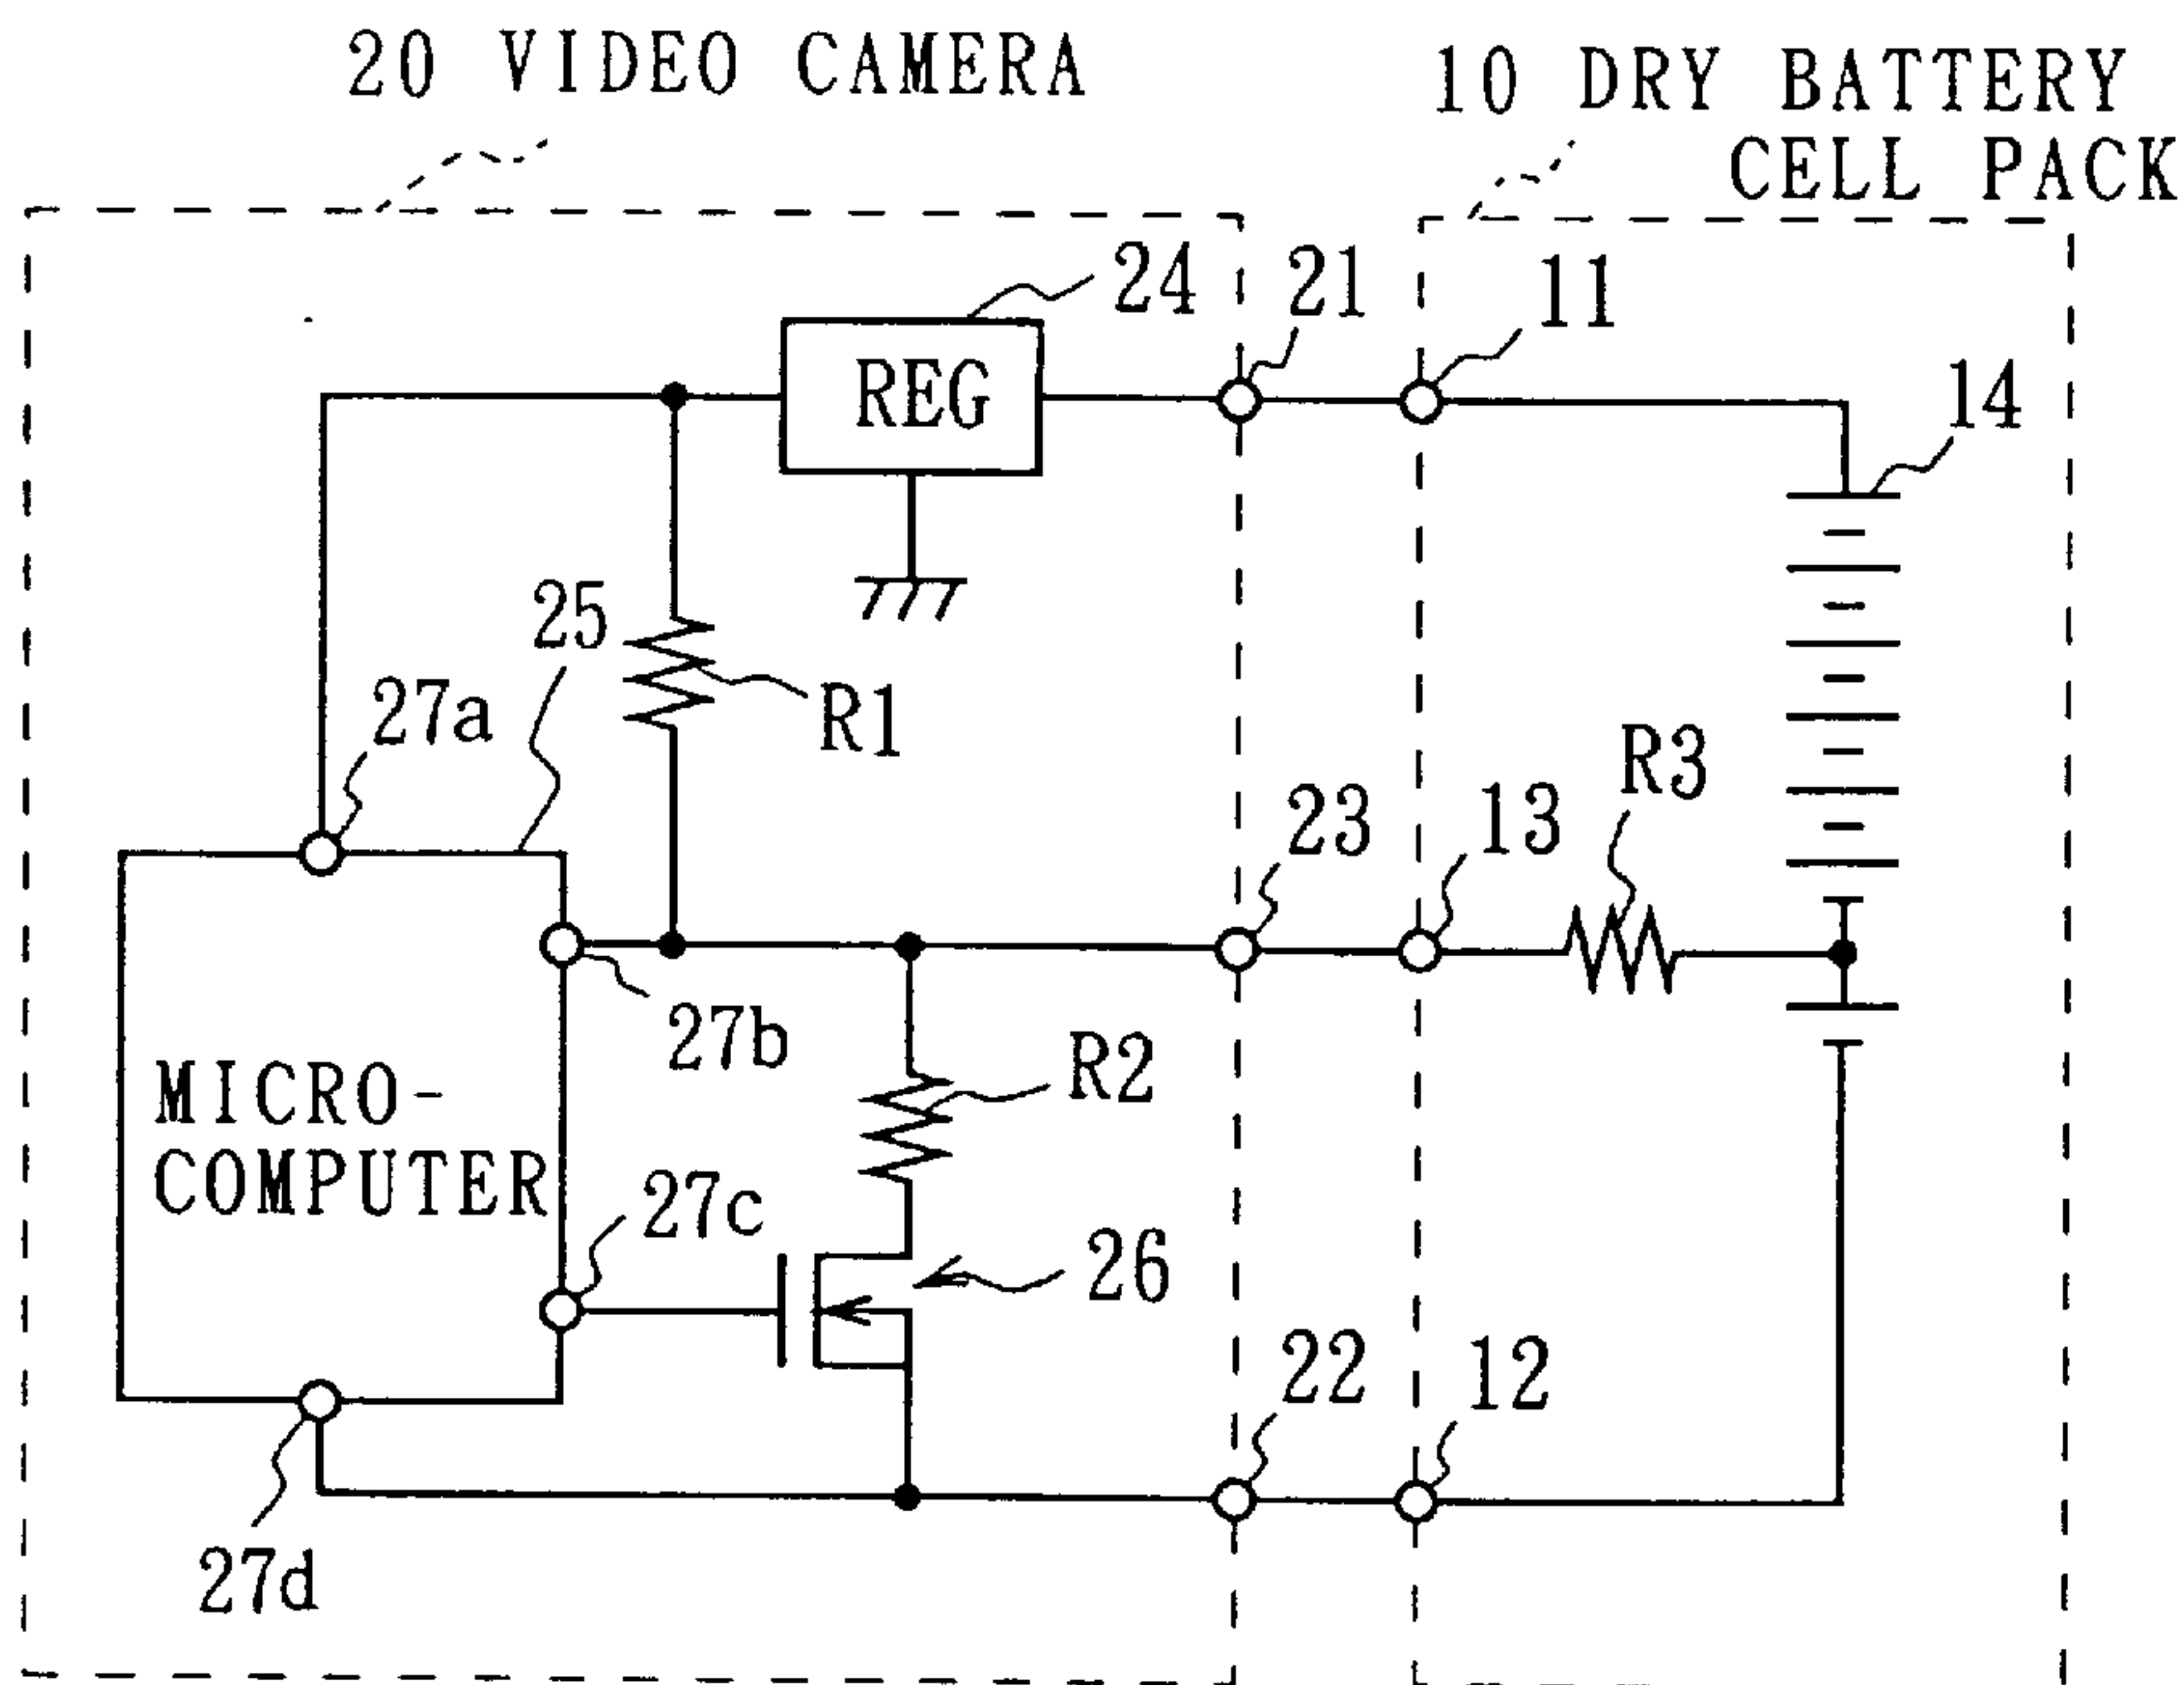 20 VIDEO CAMERA
10 DRY BATTERY
CELL PACK
24
21
11
REG
14
25
27a
R1
R3
23
13
27b
R2
MICRO-
COMPUTER
27c
26
22
12
27d